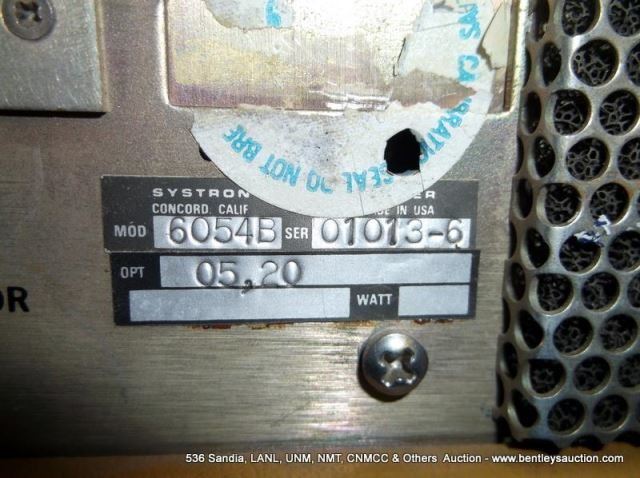 CAL
SEAL DO NOT BRE
SYSTRON
CONCORD, CALIF IN USA
MOD 6054B SER 01013-6
OPT 05,20
WATT
OR
536 Sandia, LANL, UNM, NMT, CNMCC & Others Auction - www.bentleysauction.com